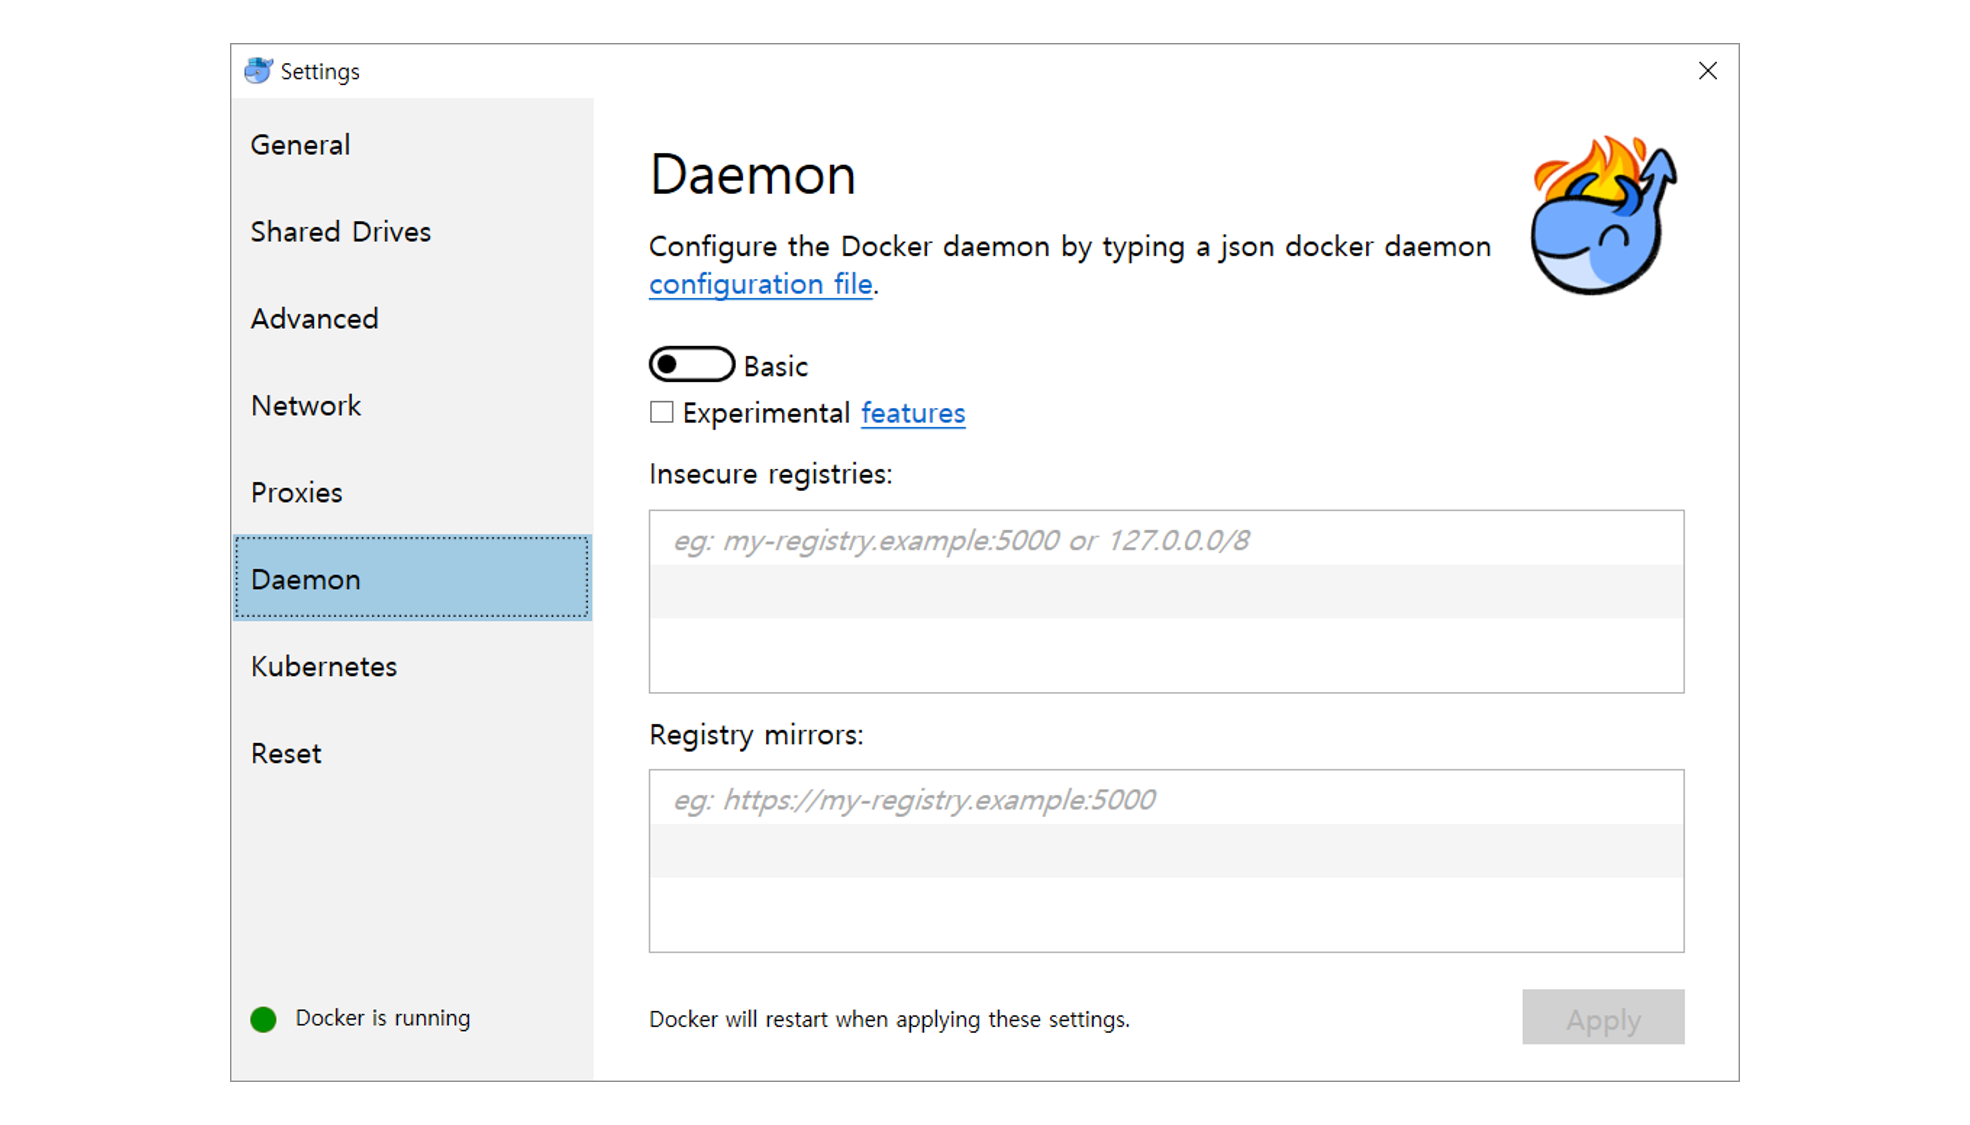 Settings
General
Shared Drives
Advanced
Network
Proxies
Daemon
Kubernetes
Reset
Docker is running
Daemon
Configure the Docker daemon by typing a json docker daemon
configuration file.
Basic
Experimental features
Insecure registries:
eg: my-registry.example:5000 or 127.0.0.0/8
Registry mirrors:
eg: https://my-registry.example:5000
Docker will restart when applying these settings.
Apply